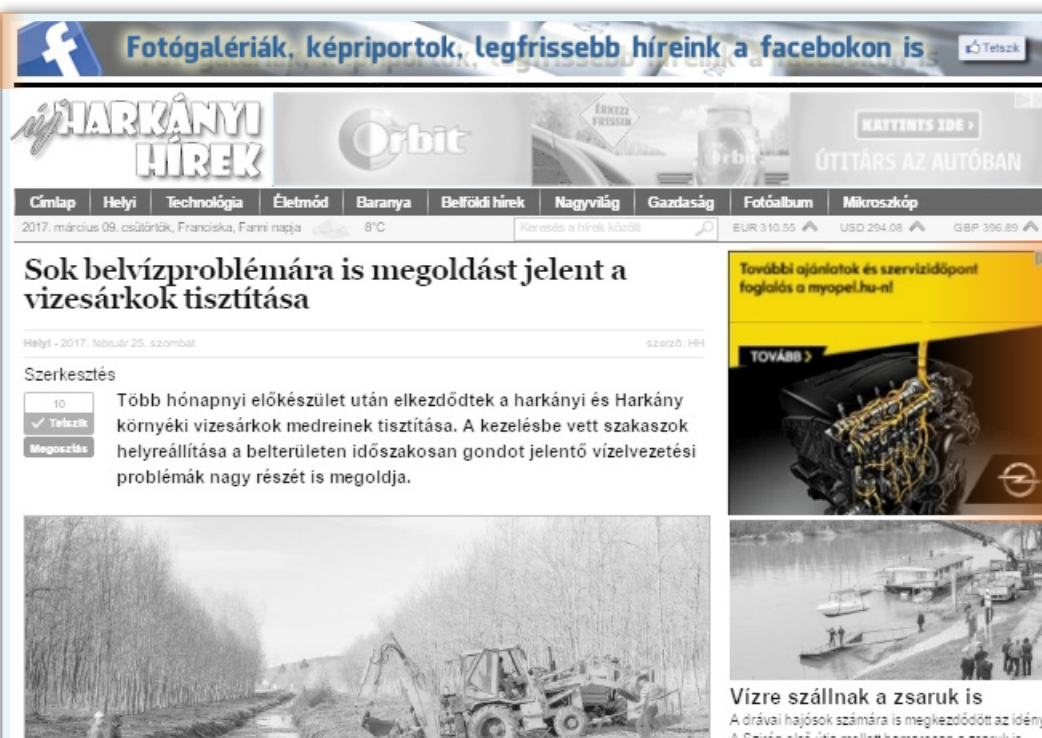 Fotógalériák, képriportok, legfrissebb híreink a facebokon is
Tetszik
új HARKÁNYI
HÍREK
Orbit
ÉRKEZZ
FRISSEN
Orbit
KATTINTS IDE >
ÚTITÁRS AZ AUTÓBAN
Címlap Helyi Technológia Életmód Baranya Belföldi hírek Nagyvilág Gazdaság Fotóalbum Mikroszkóp
2017. március 09. csütörtök, Franciska, Fanni napja 8°C Keresés a hírek között EUR 310.55 USD 294.08 GBP 396.89
Sok belvízproblémára is megoldást jelent a
vizesárkok tisztítása
Helyi - 2017. február 25. szombat szerző: HH
Szerkesztés
10
Tetszik
Megosztás
Több hónapnyi előkészület után elkezdődtek a harkányi és Harkány
környéki vizesárkok medreinek tisztítása. A kezelésbe vett szakaszok
helyreállítása a belterületen időszakosan gondot jelentő vízelvezetési
problémák nagy részét is megoldja.
További ajánlatok és szervizidőpont
foglalás a myopel.hu-n!
TOVÁBB >
Vízre szállnak a zsaruk is
A drávai hajósok számára is megkezdődött az idény